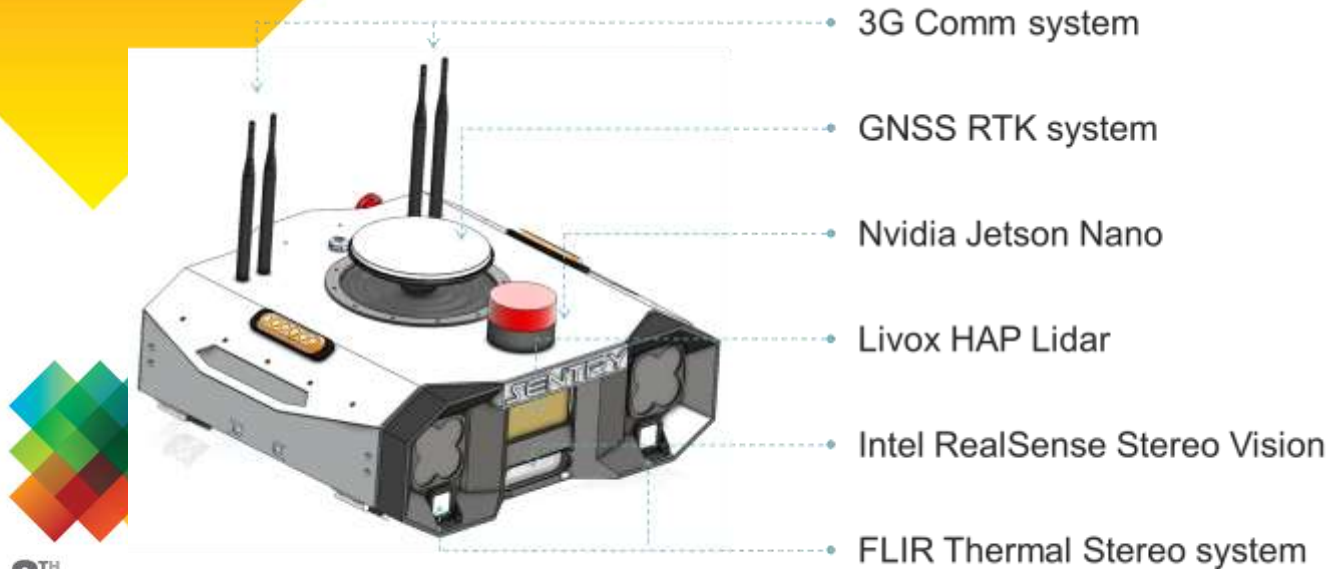 3G Comm system
GNSS RTK system
Nvidia Jetson Nano
Livox HAP Lidar
SENTRY
Intel RealSense Stereo Vision
FLIR Thermal Stereo system
TH